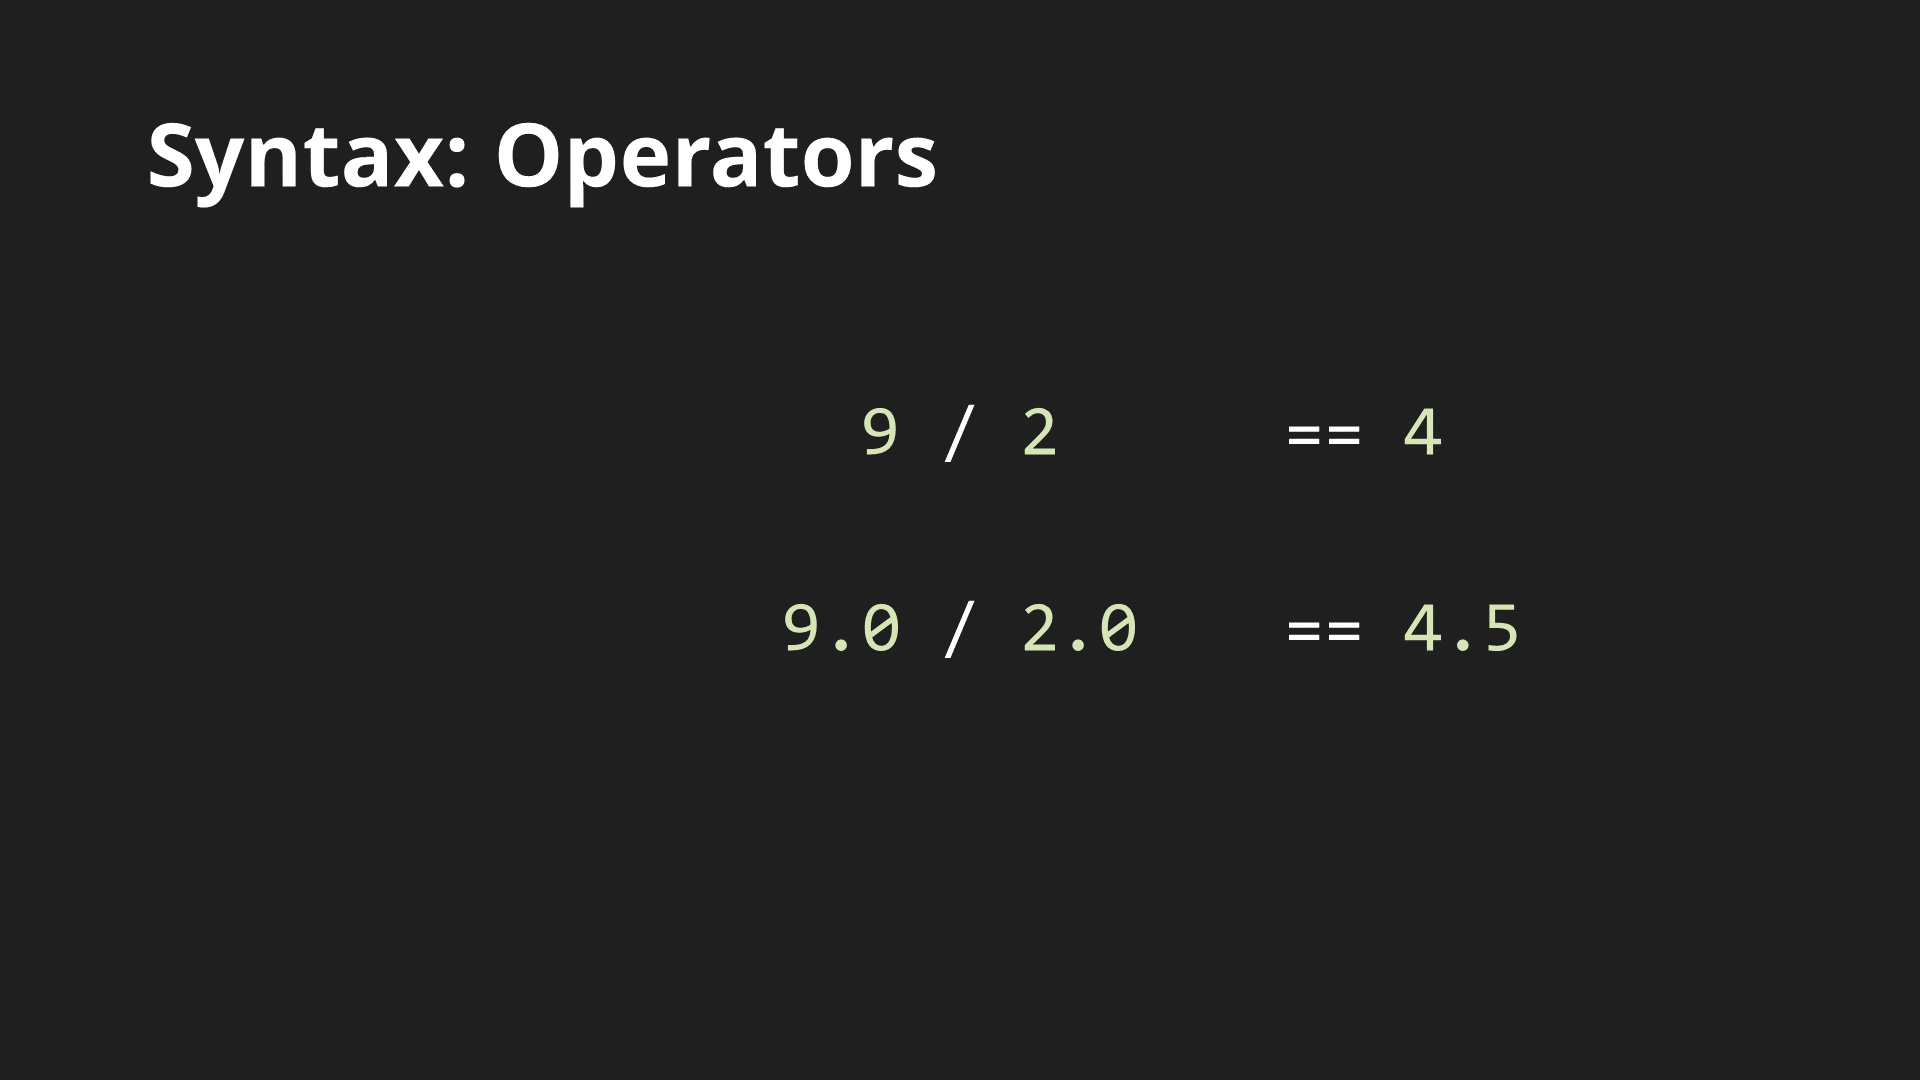 Syntax: Operators
9 / 2 == 4
9.0 / 2.0 == 4.5